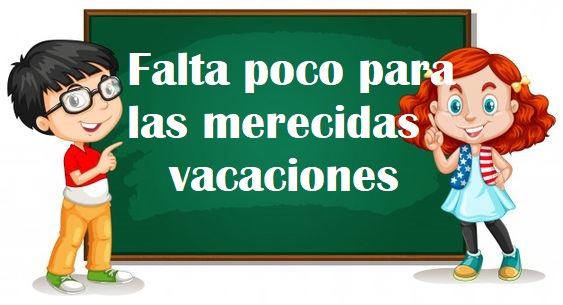 Falta poco para
las merecidas
vacaciones